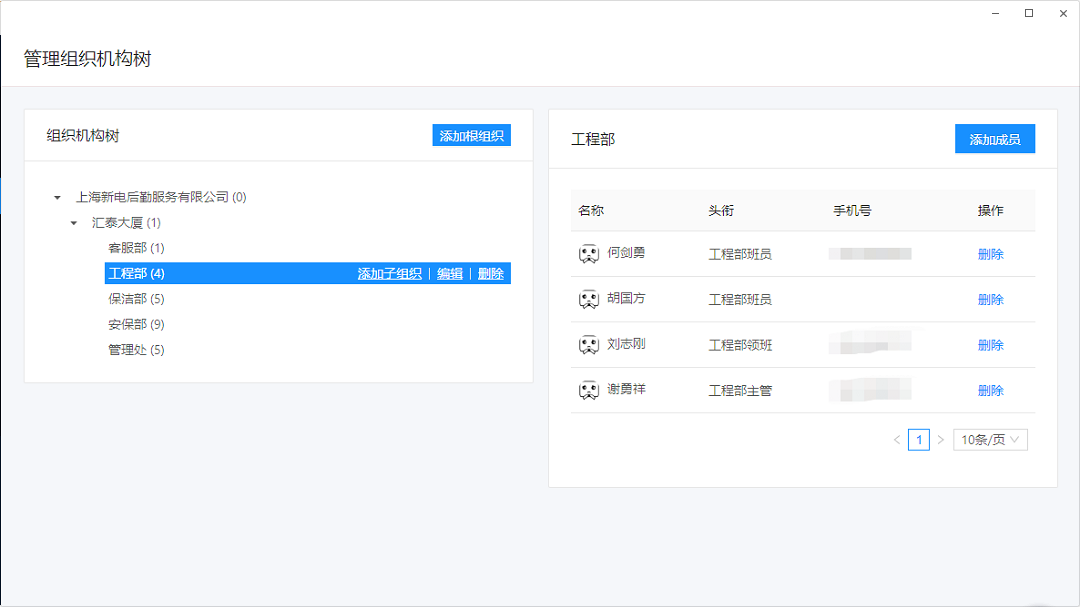 管理组织机构树
组织机构树
添加根组织
上海新电后勤服务有限公司 (0)
汇泰大厦 (1)
客服部 (1)
工程部 (4) 添加子组织 | 编辑 | 删除
保洁部 (5)
安保部 (9)
管理处 (5)
工程部
添加成员
名称 头衔 手机号 操作
何剑勇 工程部班员 删除
胡国方 工程部班员 删除
刘志刚 工程部领班 删除
谢勇祥 工程部主管 删除
< 1 > 10条/页